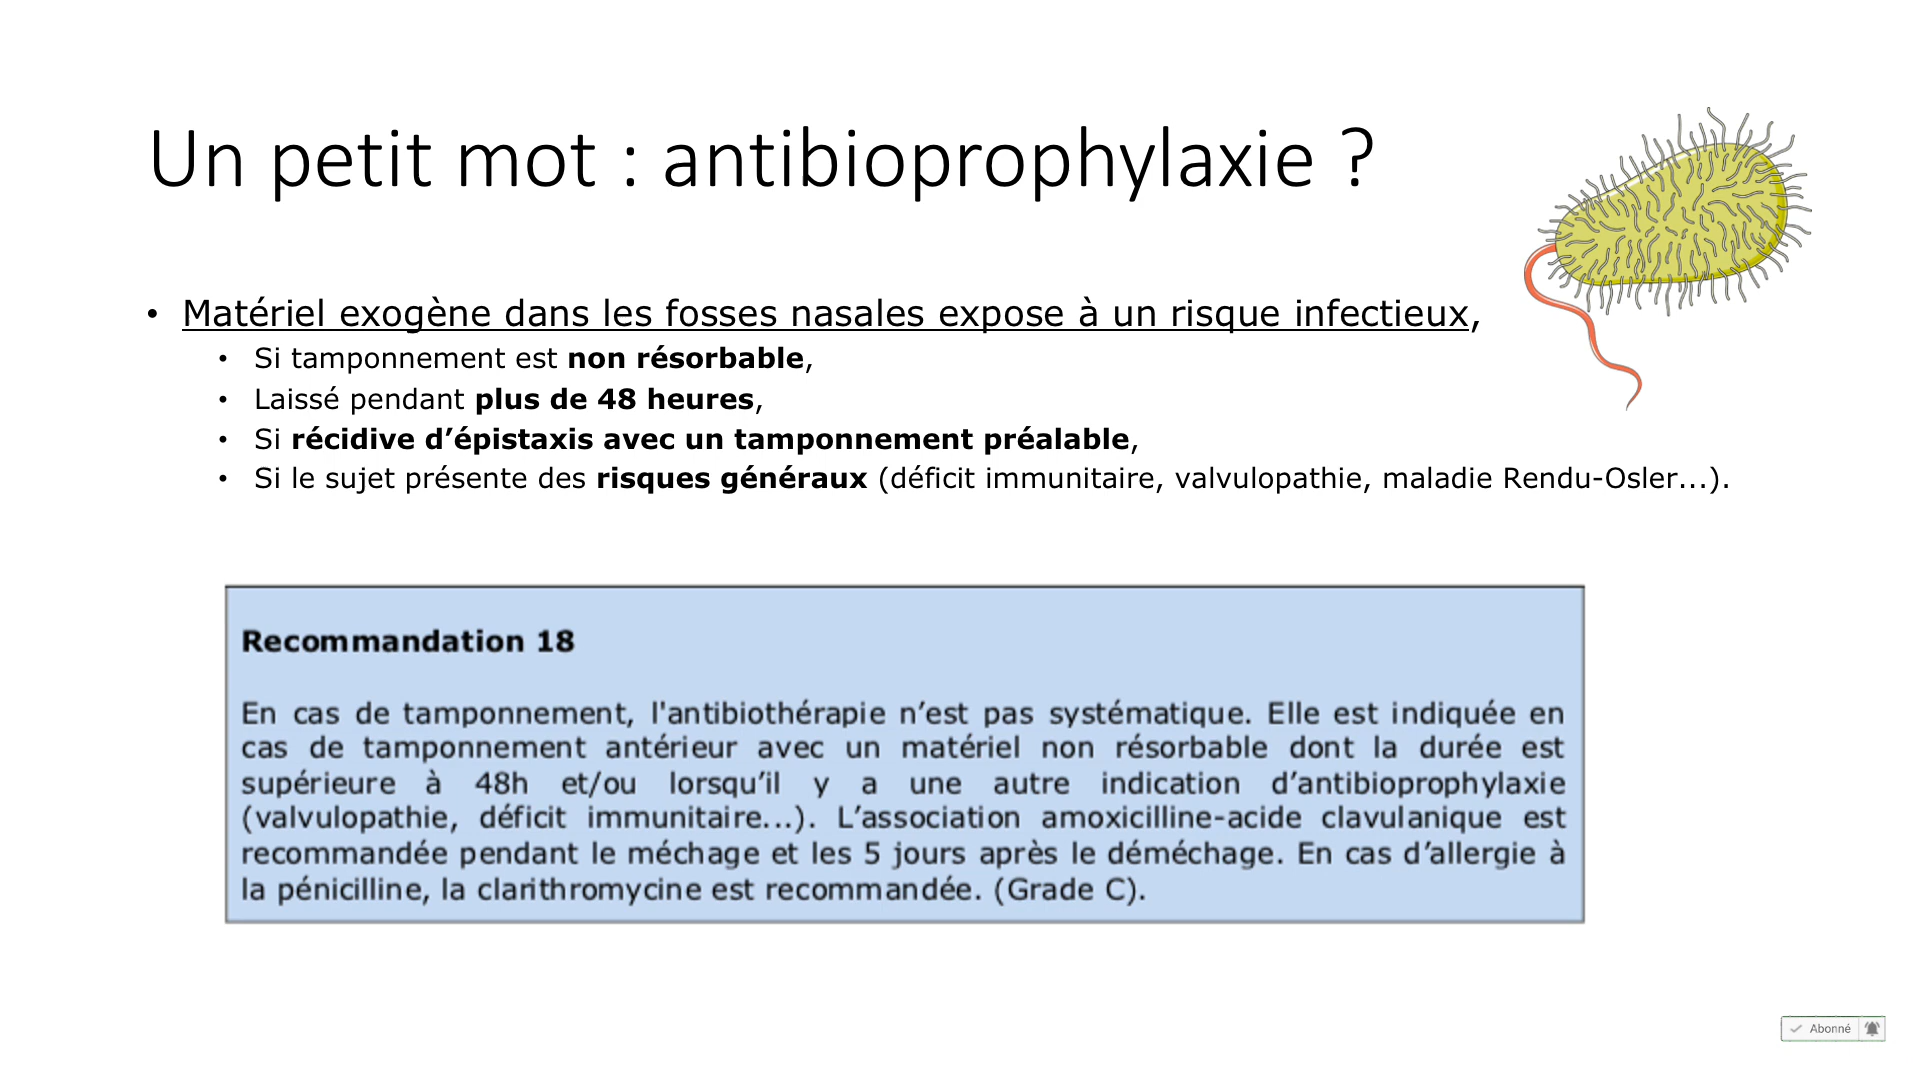 Un petit mot : antibioprophylaxie ?
• Matériel exogène dans les fosses nasales expose à un risque infectieux,
• Si tamponnement est non résorbable,
• Laissé pendant plus de 48 heures,
• Si récidive d’épistaxis avec un tamponnement préalable,
• Si le sujet présente des risques généraux (déficit immunitaire, valvulopathie, maladie Rendu-Osler...).
Recommandation 18
En cas de tamponnement, l'antibiothérapie n’est pas systématique. Elle est indiquée en
cas de tamponnement antérieur avec un matériel non résorbable dont la durée est
supérieure à 48h et/ou lorsqu’il y a une autre indication d’antibioprophylaxie
(valvulopathie, déficit immunitaire...). L’association amoxicilline-acide clavulanique est
recommandée pendant le méchage et les 5 jours après le déméchage. En cas d’allergie à
la pénicilline, la clarithromycine est recommandée. (Grade C).
Abonné